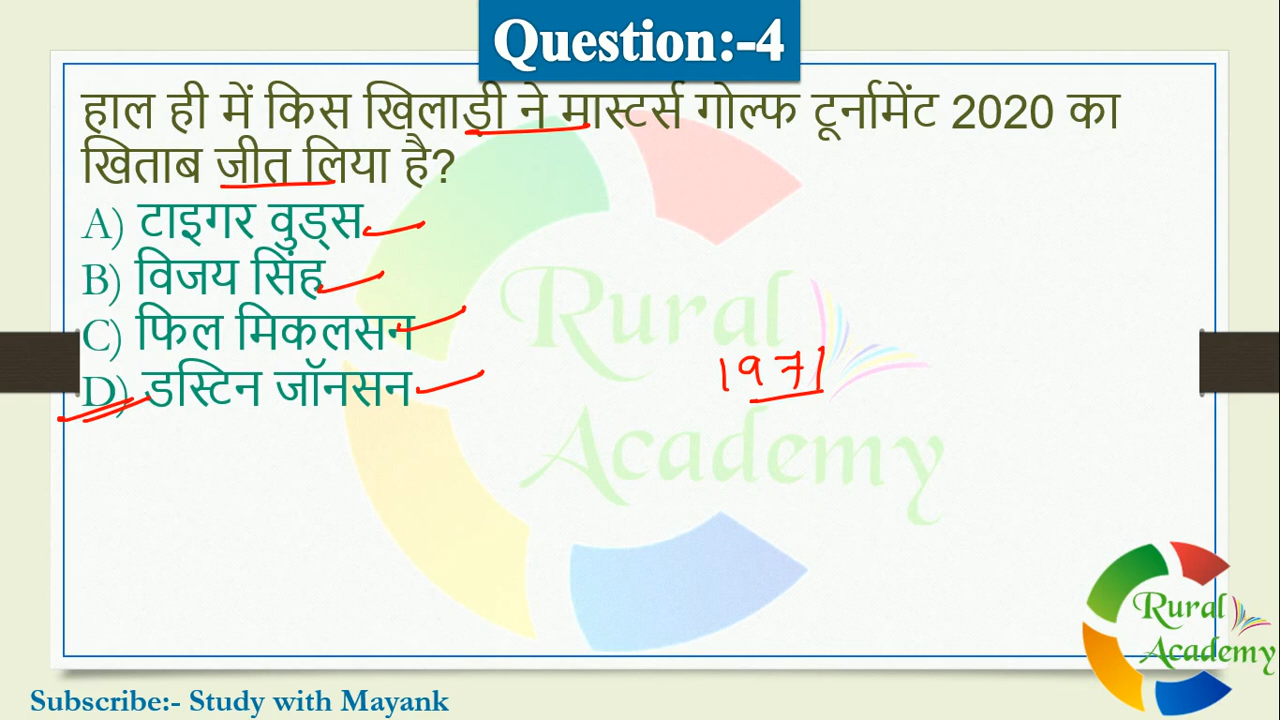 Question:-4
हाल ही में किस खिलाड़ी ने मास्टर्स गोल्फ टूर्नामेंट 2020 का
खिताब जीत लिया है?
A) टाइगर वुड्स
B) विजय सिंह
C) फिल मिकलसन
D) डस्टिन जॉनसन
1971
Rural
Academy
Rural
Academy
Subscribe:- Study with Mayank